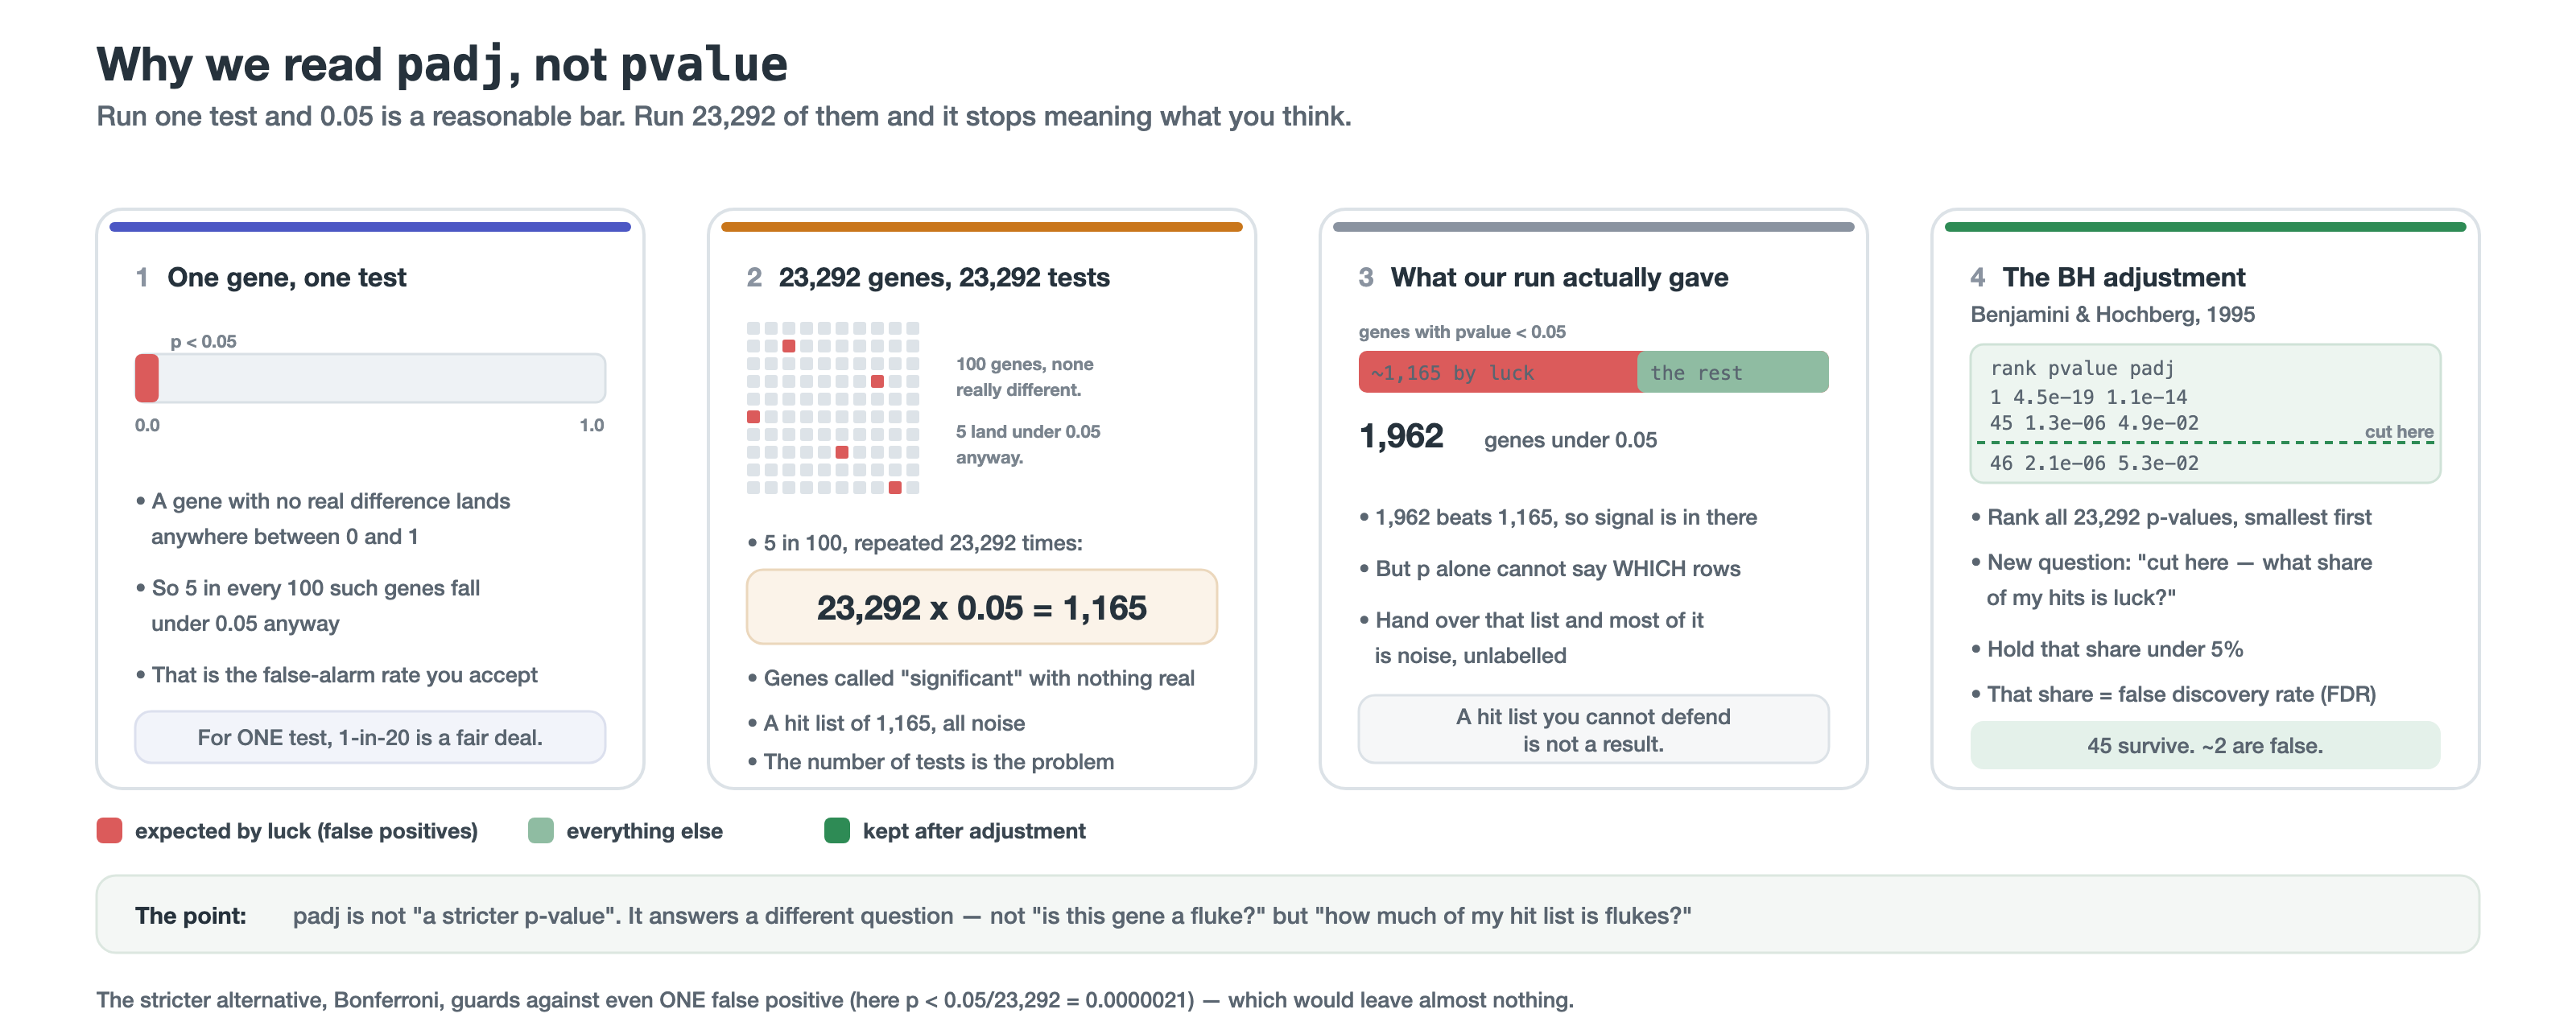 Why we read padj, not pvalue
Run one test and 0.05 is a reasonable bar. Run 23,292 of them and it stops meaning what you think.
1 One gene, one test
p < 0.05
0.0 1.0
• A gene with no real difference lands
anywhere between 0 and 1
• So 5 in every 100 such genes fall
under 0.05 anyway
• That is the false-alarm rate you accept
For ONE test, 1-in-20 is a fair deal.
2 23,292 genes, 23,292 tests
100 genes, none
really different.
5 land under 0.05
anyway.
• 5 in 100, repeated 23,292 times:
23,292 x 0.05 = 1,165
• Genes called "significant" with nothing real
• A hit list of 1,165, all noise
• The number of tests is the problem
3 What our run actually gave
genes with pvalue < 0.05
~1,165 by luck the rest
1,962 genes under 0.05
• 1,962 beats 1,165, so signal is in there
• But p alone cannot say WHICH rows
• Hand over that list and most of it
is noise, unlabelled
A hit list you cannot defend
is not a result.
4 The BH adjustment
Benjamini & Hochberg, 1995
rank pvalue padj
1 4.5e−19 1.1e−14
45 1.3e−06 4.9e−02
cut here
46 2.1e−06 5.3e−02
• Rank all 23,292 p-values, smallest first
• New question: "cut here — what share
of my hits is luck?"
• Hold that share under 5%
• That share = false discovery rate (FDR)
45 survive. ~2 are false.
expected by luck (false positives) everything else kept after adjustment
The point: padj is not "a stricter p-value". It answers a different question — not "is this gene a fluke?" but "how much of my hit list is flukes?"
The stricter alternative, Bonferroni, guards against even ONE false positive (here p < 0.05/23,292 = 0.0000021) — which would leave almost nothing.